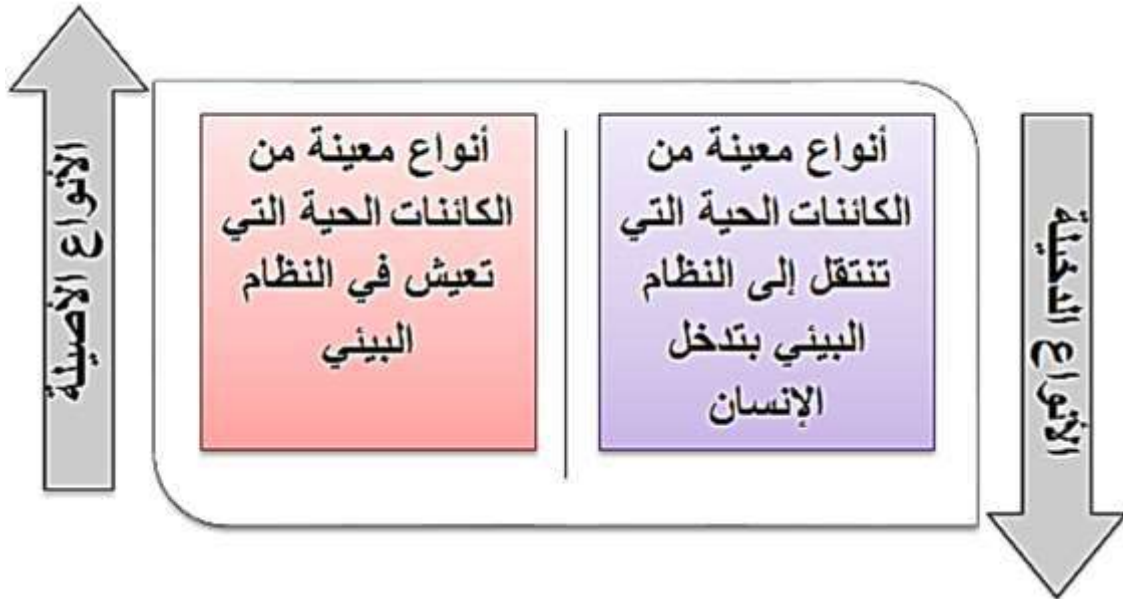 الأنواع الدخيلة
أنواع معينة من
الكائنات الحية التي
تنتقل إلى النظام
البيئي بتدخل
الإنسان
أنواع معينة من
الكائنات الحية التي
تعيش في النظام
البيئي
الأنواع الأصيلة